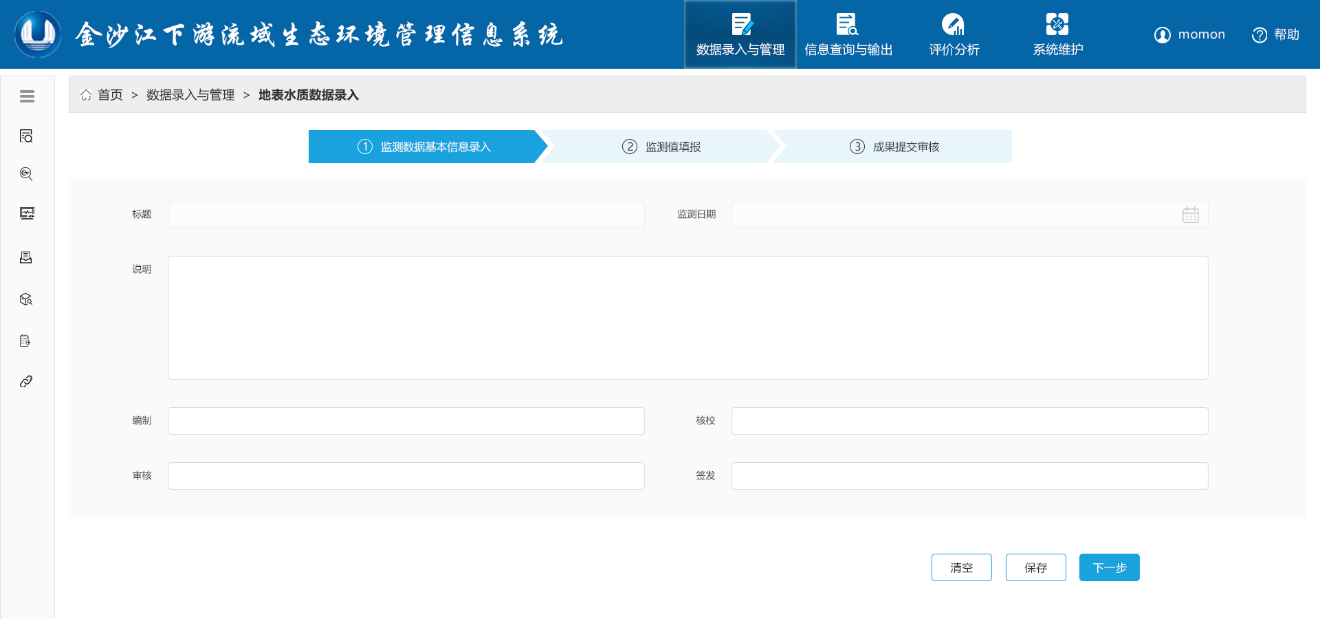 金沙江下游流域生态环境管理信息系统
数据录入与管理
信息查询与输出
评价分析
系统维护
momon
帮助
首页 > 数据录入与管理 > 地表水质数据录入
① 监测数据基本信息录入
② 监测值填报
③ 成果提交审核
标题
监测日期
说明
编制
核校
审核
签发
清空
保存
下一步